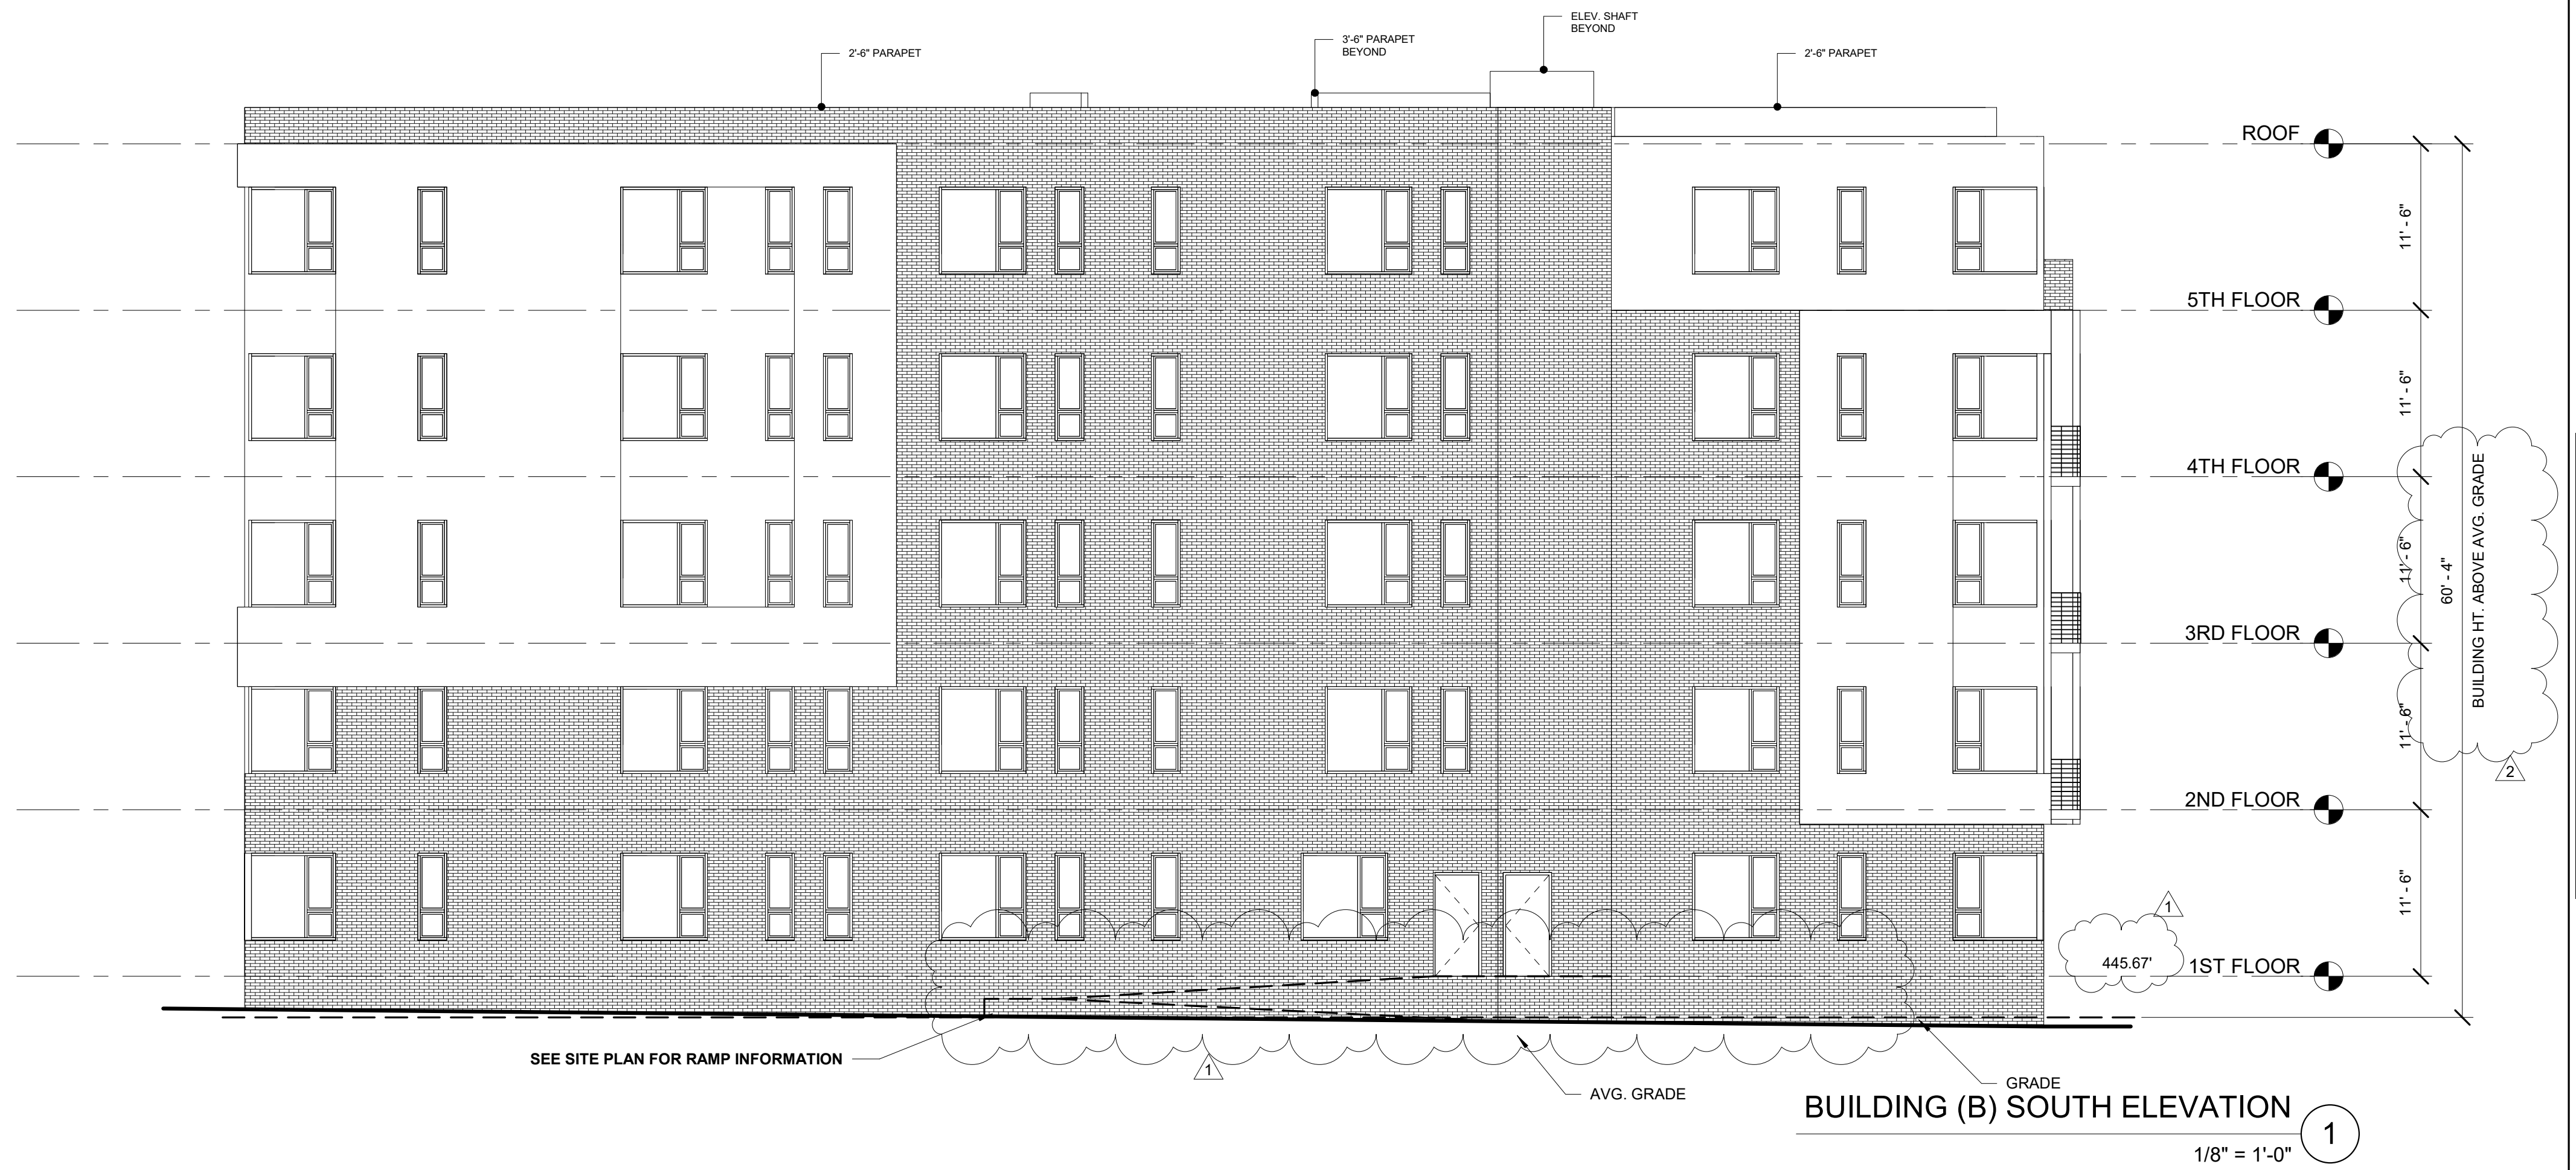 ELEV. SHAFT
BEYOND
3'-6" PARAPET
BEYOND
2'-6" PARAPET
2'-6" PARAPET
ROOF
11' - 6"
5TH FLOOR
11' - 6"
4TH FLOOR
11' - 6"
60' - 4"
BUILDING HT. ABOVE AVG. GRADE
3RD FLOOR
11' - 6"
2
2ND FLOOR
11' - 6"
1
445.67'
1ST FLOOR
SEE SITE PLAN FOR RAMP INFORMATION
1
AVG. GRADE
GRADE
BUILDING (B) SOUTH ELEVATION
1
1/8" = 1'-0"